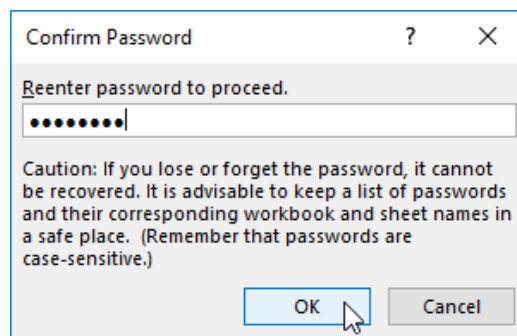 Confirm Password ?
Reenter password to proceed.
••••••••
Caution: If you lose or forget the password, it cannot
be recovered. It is advisable to keep a list of passwords
and their corresponding workbook and sheet names in
a safe place.  (Remember that passwords are
case-sensitive.)
OK Cancel